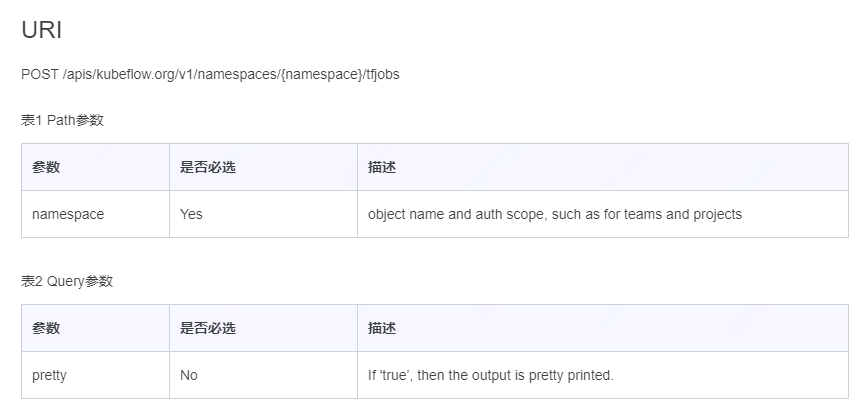 URI
POST /apis/kubeflow.org/v1/namespaces/{namespace}/tfjobs
表1 Path参数
参数 是否必选 描述
namespace Yes object name and auth scope, such as for teams and projects
表2 Query参数
参数 是否必选 描述
pretty No If ‘true’, then the output is pretty printed.